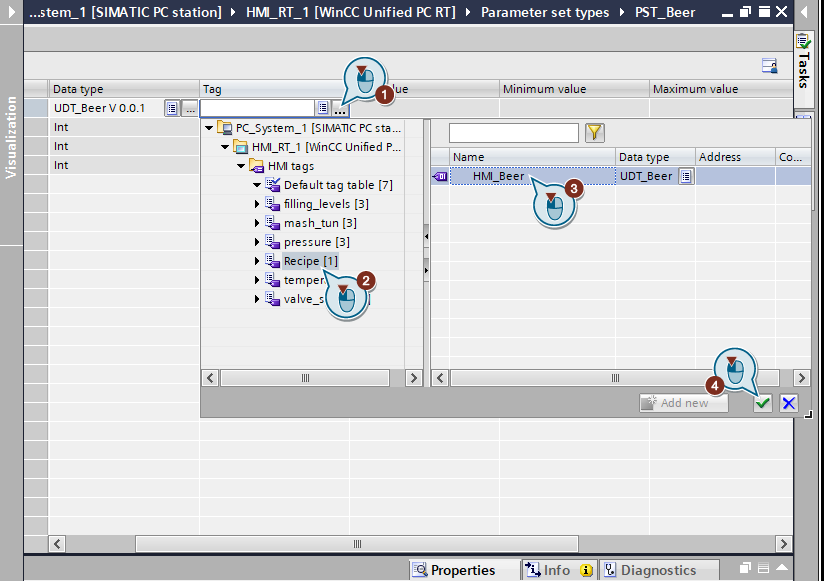 ...stem_1 [SIMATIC PC station] HMI_RT_1 [WinCC Unified PC RT] Parameter set types PST_Beer
Tasks
Visualization
Data type Tag Minimum value Maximum value
UDT_Beer V 0.0.1 ...
1
Int
Int
Int
PC_System_1 [SIMATIC PC sta...
HMI_RT_1 [WinCC Unified P...
HMI tags
Default tag table [7]
filling_levels [3]
mash_tun [3]
pressure [3]
Recipe [1]
2
Name Data type Address Co...
HMI_Beer UDT_Beer
3
4
Add new
Properties Info Diagnostics